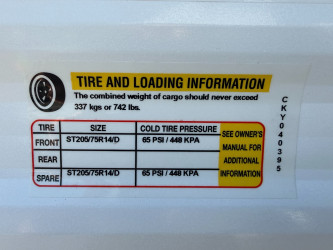 TIRE AND LOADING INFORMATION
The combined weight of cargo should never exceed
337 kgs or 742 lbs.
TIRE SIZE COLD TIRE PRESSURE
FRONT ST205/75R14/D 65 PSI / 448 KPA
REAR
SPARE ST205/75R14/D 65 PSI / 448 KPA
SEE OWNER'S
MANUAL FOR
ADDITIONAL
INFORMATION
CKY040395